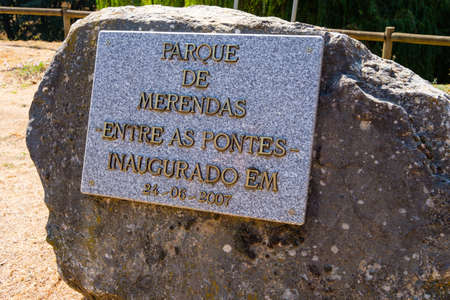 PARQUE
DE
MERENDAS
-ENTRE AS PONTES-
INAUGURADO EM
24-06-2007